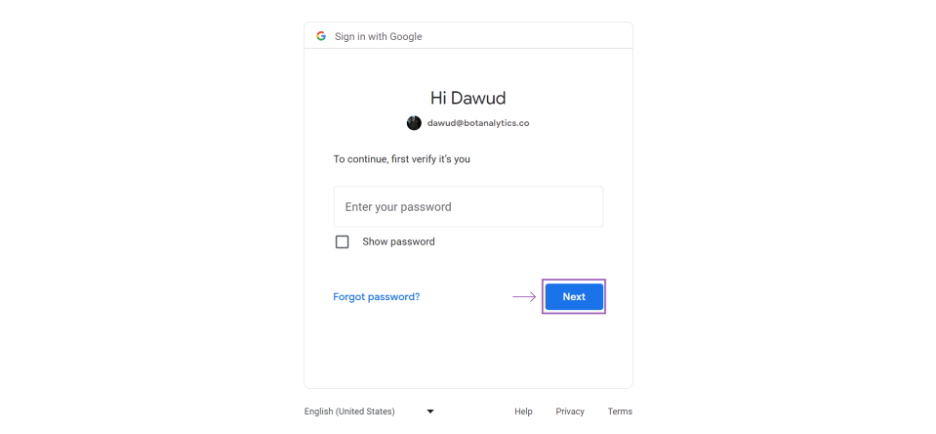 Sign in with Google
Hi Dawud
dawud@botanalytics.co
To continue, first verify it's you
Enter your password
Show password
Forgot password?
Next
English (United States)
Help Privacy Terms